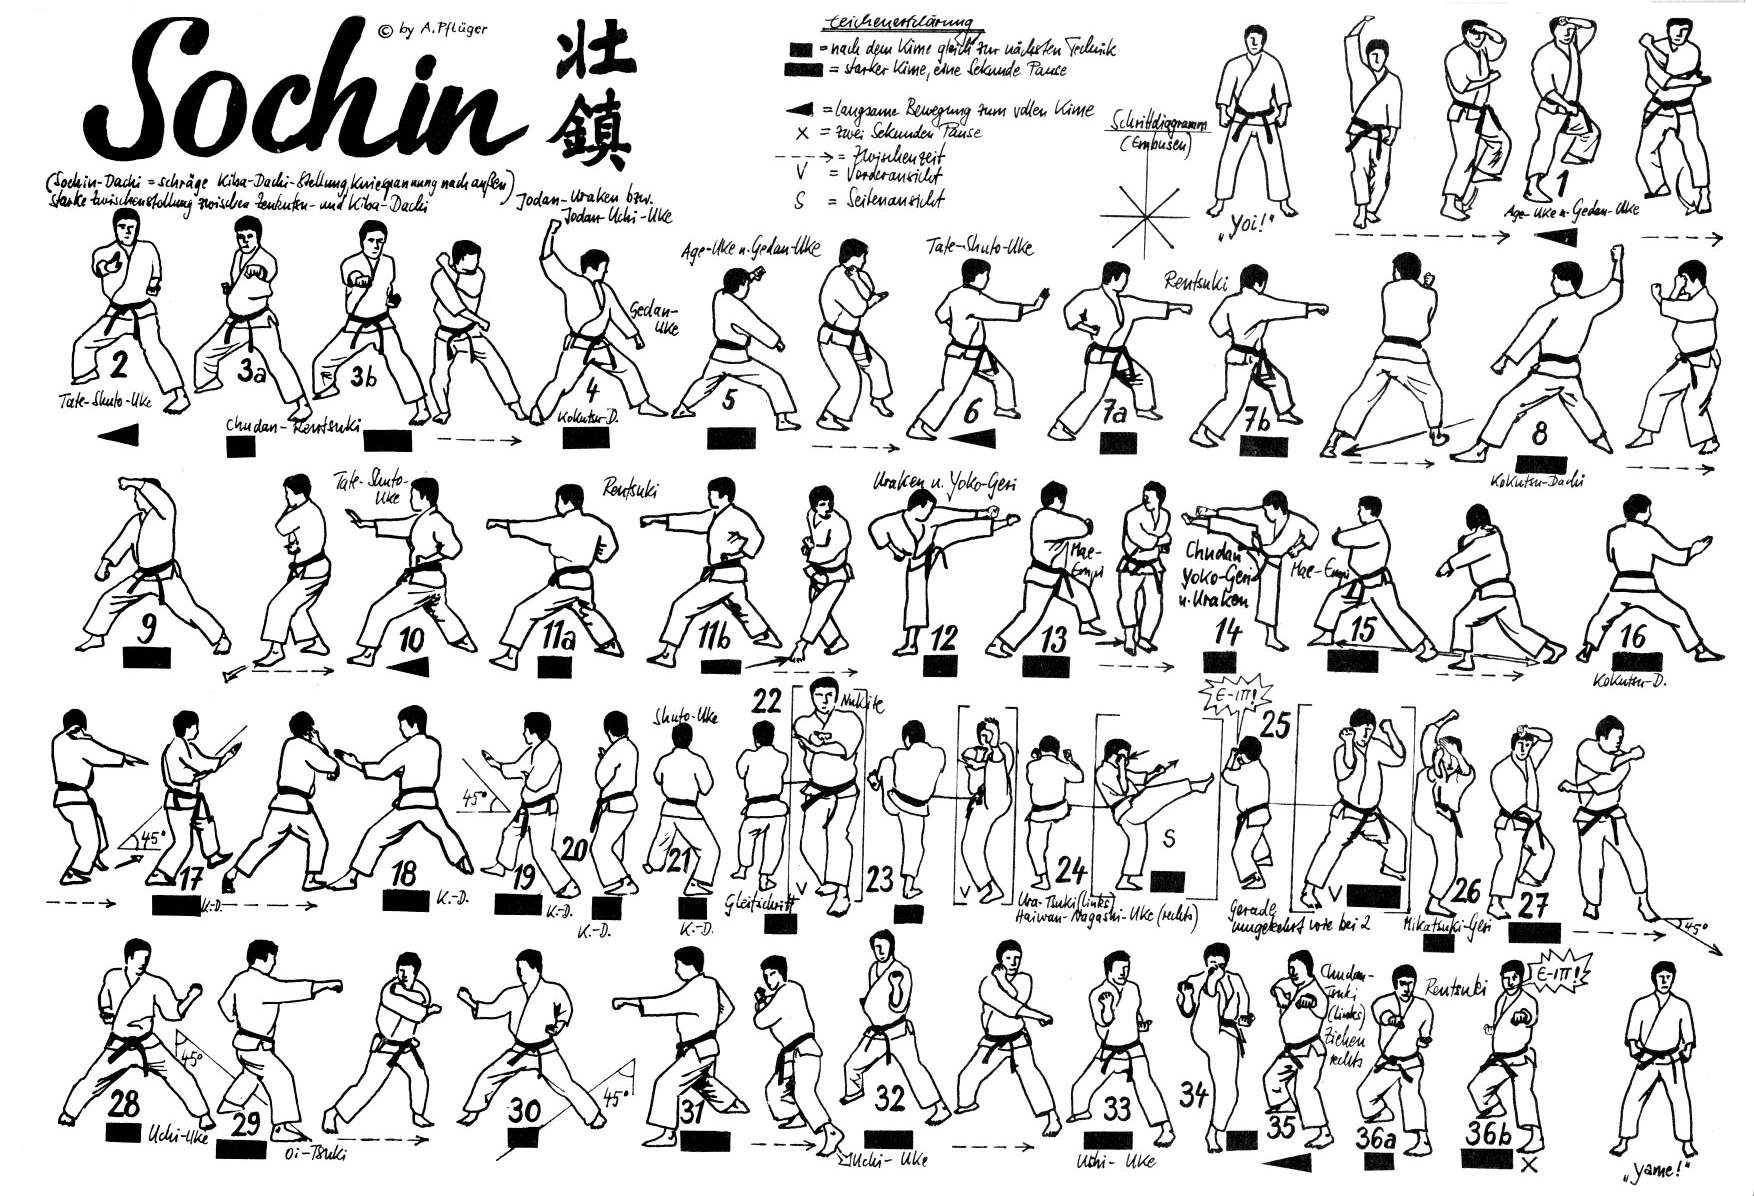 Sochin
© by A.Pflüger
壮
鎮
Zeichenerklärung
= nach dem Kime gleich zur nächsten Technik
= starker Kime, eine Sekunde Pause
= langsame Bewegung zum vollen Kime
X = zwei Sekunden Pause
= Zwischenzeit
V = Vorderansicht
S = Seitenansicht
Schrittdiagramm
(Embusen)
(Sochin-Dachi = schräge Kiba-Dachi-Stellung, Kniespannung nach außen)
starke Zwischenstellung zwischen Zenkutsu- und Kiba-Dachi
„Yoi!“
1
Age-Uke u. Gedan-Uke
2
Tate-Shuto-Uke
3a
3b
Chudan-Rentsuki
Jodan-Uraken bzw.
Jodan-Uchi-Uke
Gedan-
Uke
4
Kokutsu-D.
Age-Uke u. Gedan-Uke
5
Tate-Shuto-Uke
6
7a
Rentsuki
7b
8
Kokutsu-Dachi
9
Tate-Shuto-
Uke
10
Rentsuki
11a
11b
Uraken u. Yoko-Geri
12
13
Mae-
Empi
Chudan
Yoko-Geri
u. Uraken
14
Mae-Empi
15
16
Kokutsu-D.
45°
17
K.-D.
18
K.-D.
45°
19
K.-D.
20
K.-D.
Shuto-Uke
21
K.-D.
22
Nukite
Gleitschritt
V
23
V
24
Ura-Tsuki (links)
Haiwan-Nagashi-Uke (rechts)
S
E-ITT!
25
Gerade
umgekehrt wie bei 2
V
26
Mikatsuki-Geri
27
45°
28
Uchi-Uke
45°
29
Oi-Tsuki
30
45°
31
32
Uchi-Uke
33
Ushi-Uke
34
35
Chudan-
Tsuki
(links)
Ziehen
rechts
36a
Rentsuki
36b
E-ITT!
X
„Yame!“